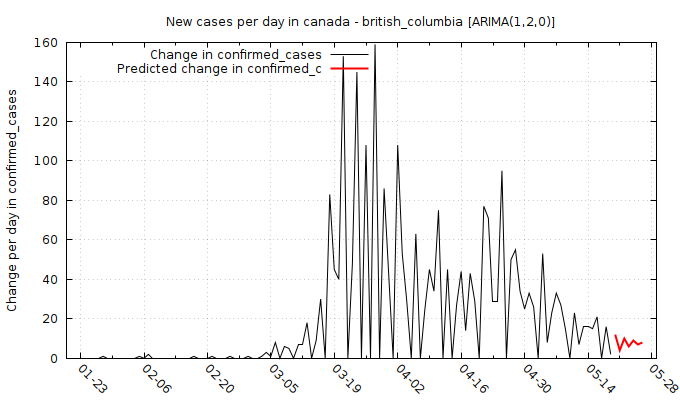 New cases per day in canada - british_columbia [ARIMA(1,2,0)]
Change in confirmed_cases
Predicted change in confirmed_c
Change per day in confirmed_cases
160
140
120
100
80
60
40
20
0
01-23 02-06 02-20 03-05 03-19 04-02 04-16 04-30 05-14 05-28